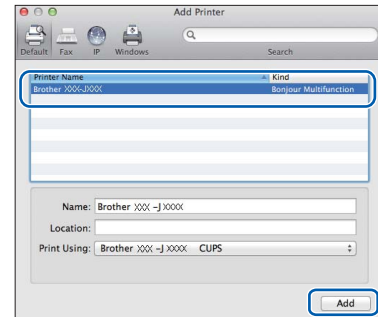 Add Printer
Default Fax IP Windows Search
Printer Name Kind
Brother XXX-JXXX Bonjour Multifunction
Name: Brother XXX -J XXXX
Location:
Print Using: Brother XXX -J XXXX CUPS
Add